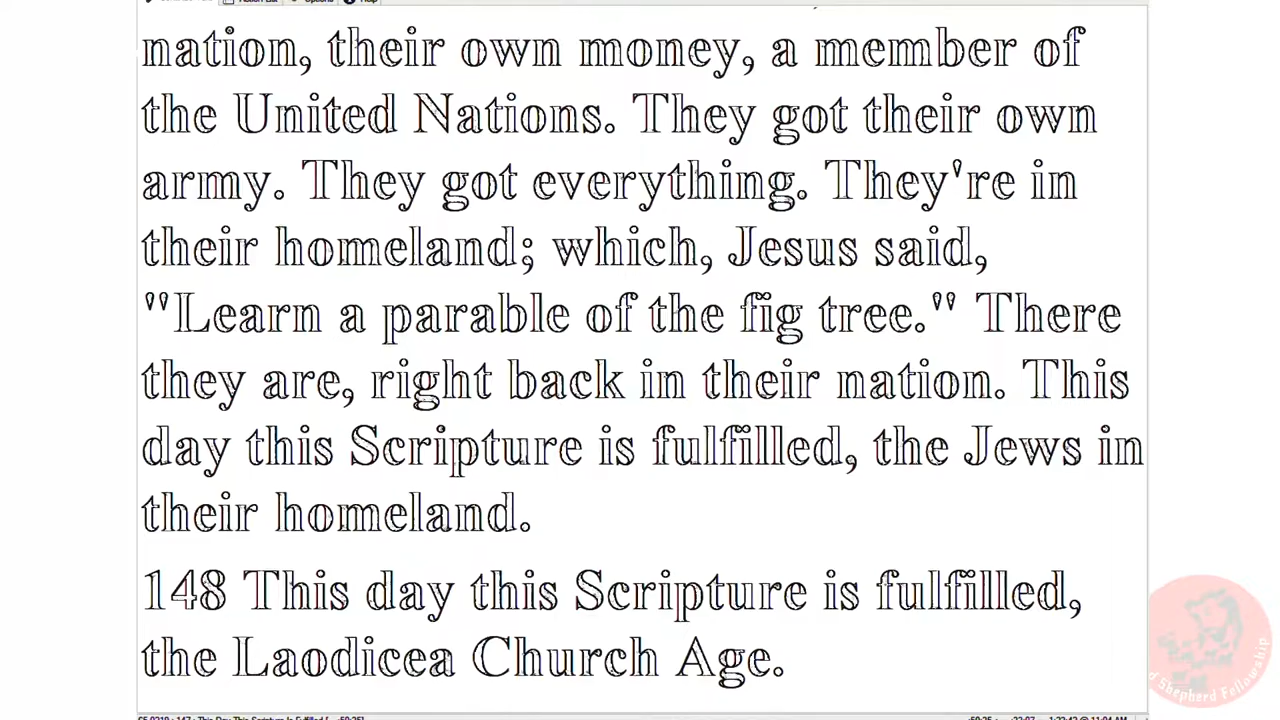 nation, their own money, a member of
the United Nations. They got their own
army. They got everything. They're in
their homeland; which, Jesus said,
"Learn a parable of the fig tree." There
they are, right back in their nation. This
day this Scripture is fulfilled, the Jews in
their homeland.
148 This day this Scripture is fulfilled,
the Laodicea Church Age.
d Shepherd Fellowship